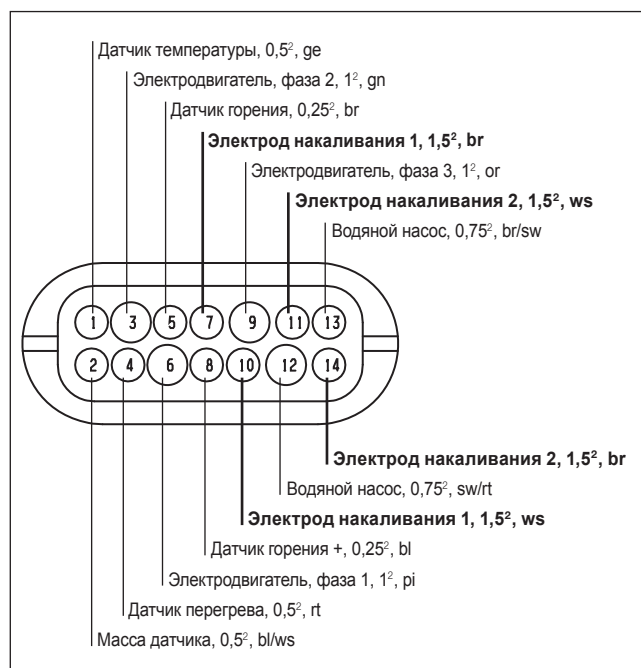 Датчик температуры, 0,5², ge
Электродвигатель, фаза 2, 1², gn
Датчик горения, 0,25², br
Электрод накаливания 1, 1,5², br
Электродвигатель, фаза 3, 1², or
Электрод накаливания 2, 1,5², ws
Водяной насос, 0,75², br/sw
1 3 5 7 9 11 13
2 4 6 8 10 12 14
Электрод накаливания 2, 1,5², br
Водяной насос, 0,75², sw/rt
Электрод накаливания 1, 1,5², ws
Датчик горения +, 0,25², bl
Электродвигатель, фаза 1, 1², pi
Датчик перегрева, 0,5², rt
Масса датчика, 0,5², bl/ws